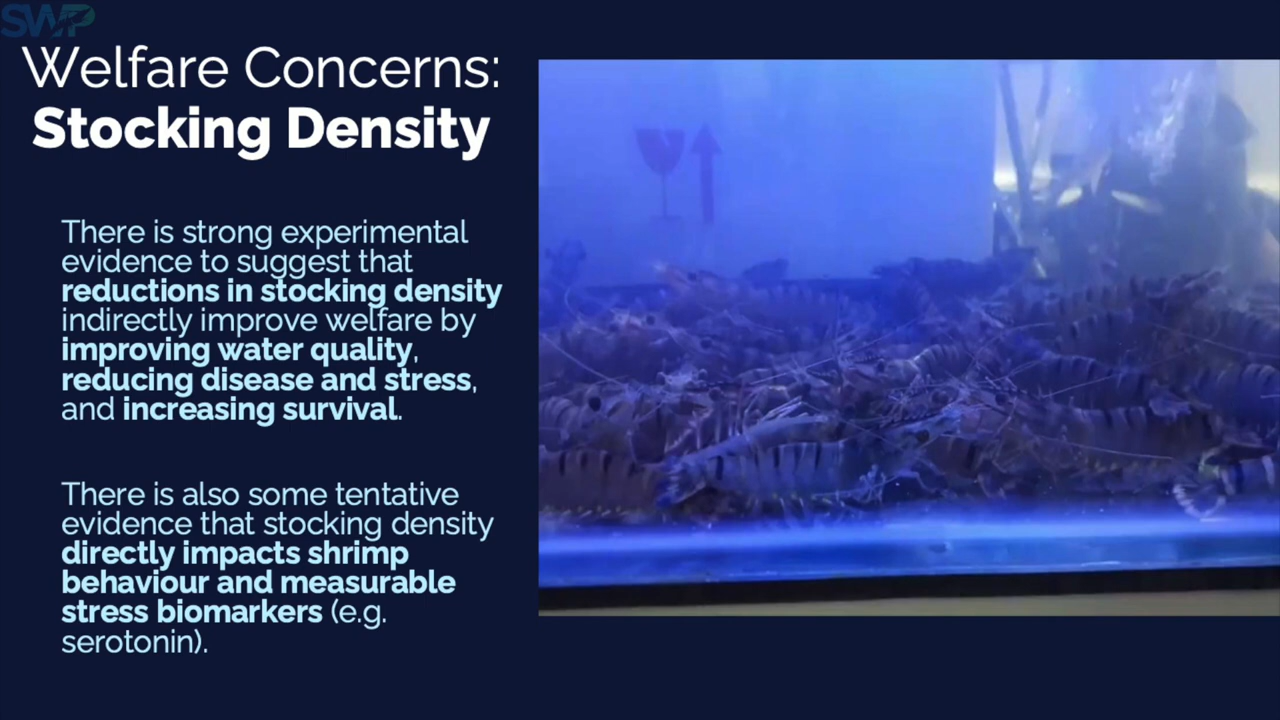 SWP
Welfare Concerns:
Stocking Density
There is strong experimental
evidence to suggest that
reductions in stocking density
indirectly improve welfare by
improving water quality,
reducing disease and stress,
and increasing survival.
There is also some tentative
evidence that stocking density
directly impacts shrimp
behaviour and measurable
stress biomarkers (e.g.
serotonin).